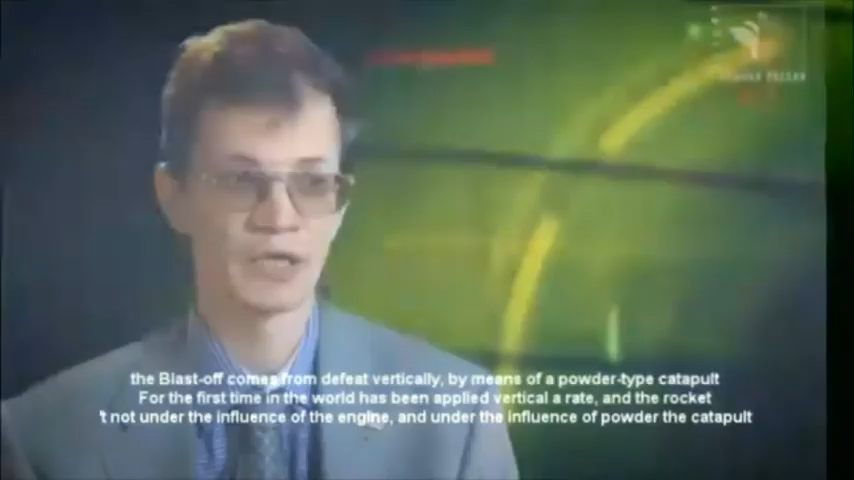 the Blast-off comes from defeat vertically, by means of a powder-type catapult
For the first time in the world has been applied vertical a rate, and the rocket
't not under the influence of the engine, and under the influence of powder the catapult